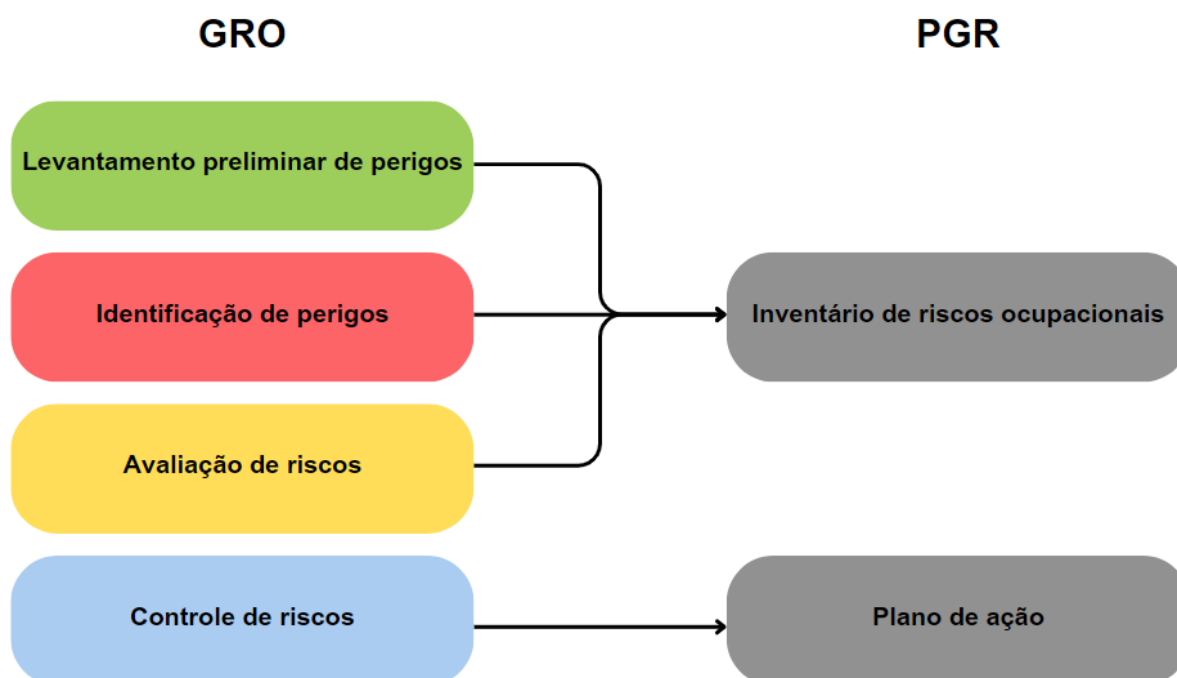 GRO
PGR
Levantamento preliminar de perigos
Identificação de perigos
Inventário de riscos ocupacionais
Avaliação de riscos
Controle de riscos
Plano de ação